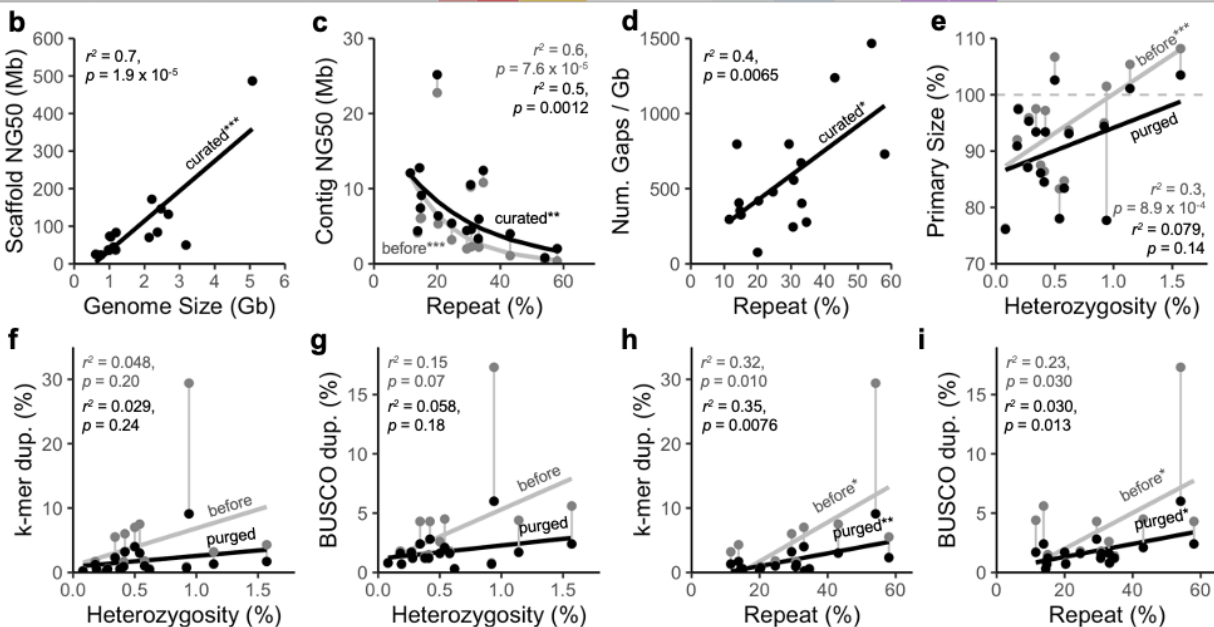 b
Scaffold NG50 (Mb)
600
500
400
300
200
100
0
r² = 0.7,
p = 1.9 x 10⁻⁵
curated***
0 1 2 3 4 5 6
Genome Size (Gb)
c
Contig NG50 (Mb)
30
20
10
0
r² = 0.6,
p = 7.6 x 10⁻⁵
r² = 0.5,
p = 0.0012
curated**
before***
0 20 40 60
Repeat (%)
d
Num. Gaps / Gb
1500
1000
500
0
r² = 0.4,
p = 0.0065
curated*
0 20 40 60
Repeat (%)
e
Primary Size (%)
110
100
90
80
70
before***
purged
r² = 0.3,
p = 8.9 x 10⁻⁴
r² = 0.079,
p = 0.14
0.0 0.5 1.0 1.5
Heterozygosity (%)
f
k-mer dup. (%)
30
20
10
0
r² = 0.048,
p = 0.20
r² = 0.029,
p = 0.24
before
purged
0.0 0.5 1.0 1.5
Heterozygosity (%)
g
BUSCO dup. (%)
15
10
5
0
r² = 0.15
p = 0.07
r² = 0.058,
p = 0.18
before
purged
0.0 0.5 1.0 1.5
Heterozygosity (%)
h
k-mer dup. (%)
30
20
10
0
r² = 0.32,
p = 0.010
r² = 0.35,
p = 0.0076
before*
purged**
0 20 40 60
Repeat (%)
i
BUSCO dup. (%)
15
10
5
0
r² = 0.23,
p = 0.030
r² = 0.030,
p = 0.013
before*
purged*
0 20 40 60
Repeat (%)